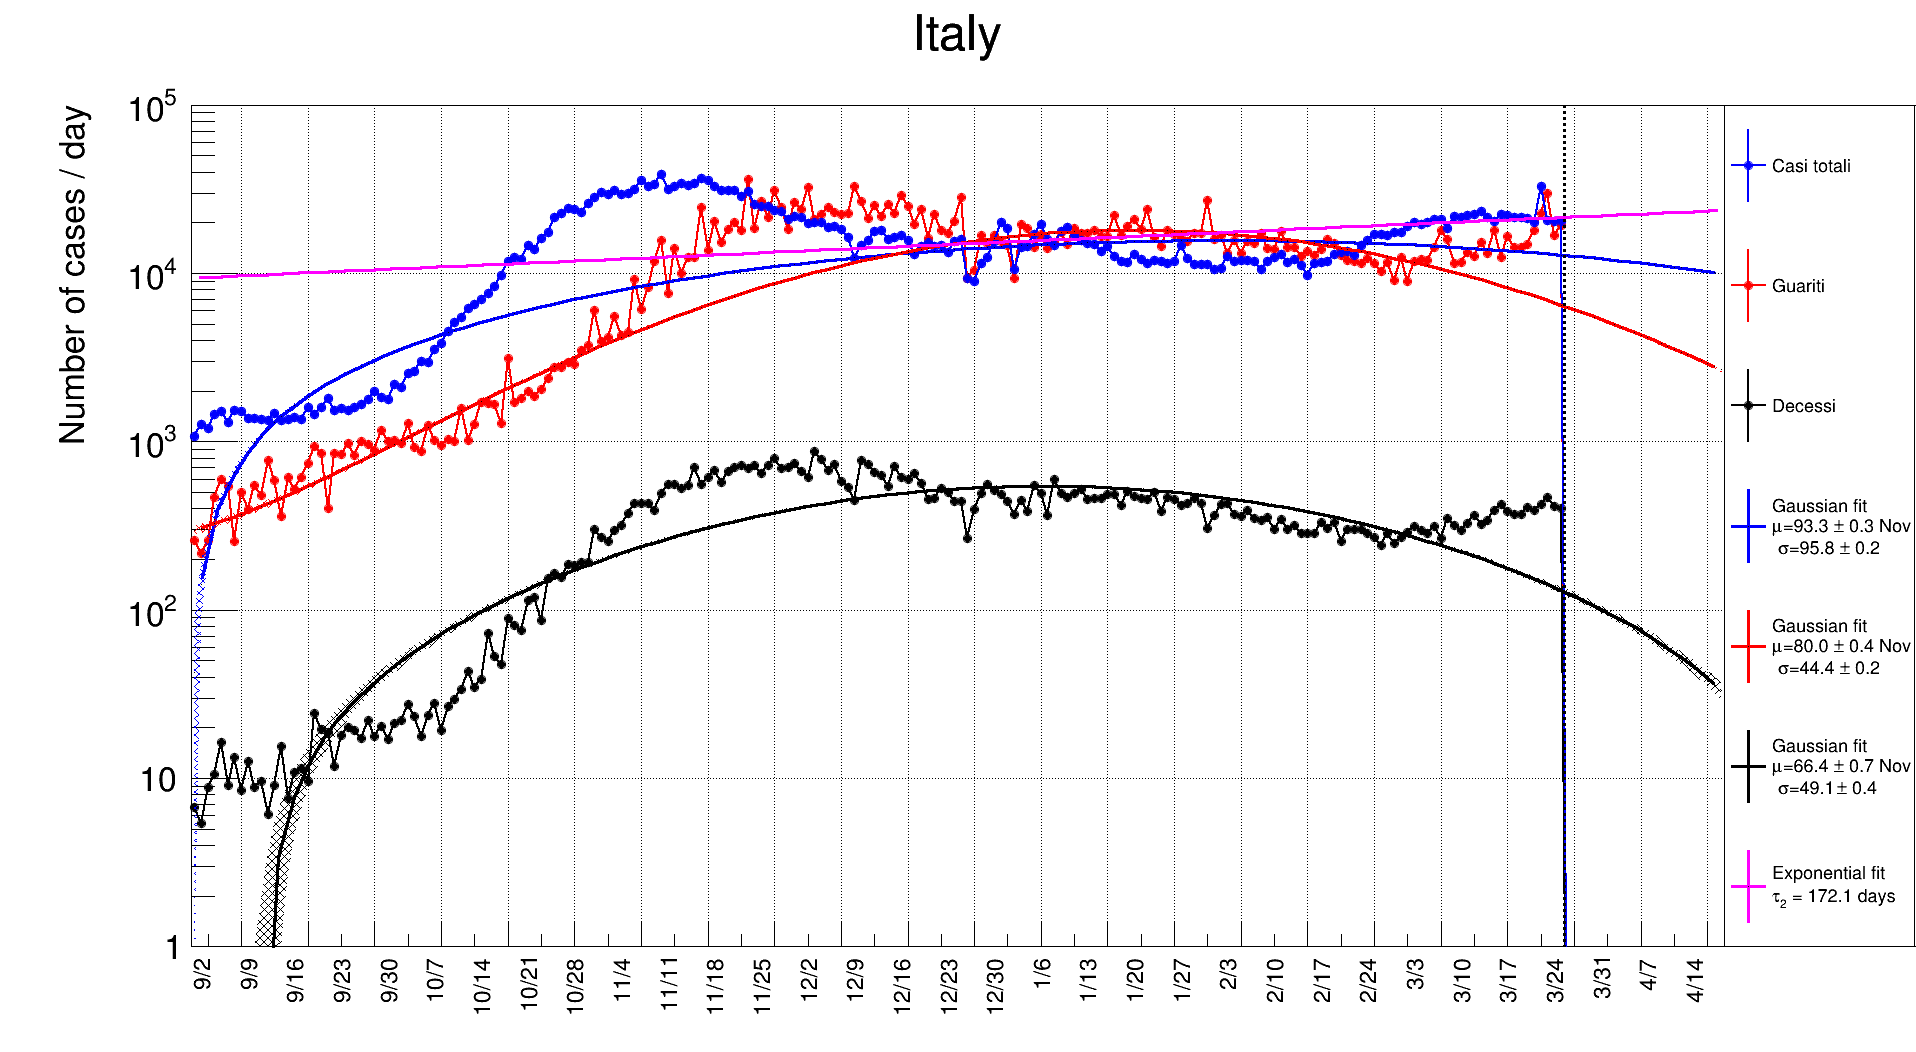 Italy
Number of cases / day
10^5
10^4
10^3
10^2
10
1
9/2 9/9 9/16 9/23 9/30 10/7 10/14 10/21 10/28 11/4 11/11 11/18 11/25 12/2 12/9 12/16 12/23 12/30 1/6 1/13 1/20 1/27 2/3 2/10 2/17 2/24 3/3 3/10 3/17 3/24 3/31 4/7 4/14
Casi totali
Guariti
Decessi
Gaussian fit
μ=93.3 ± 0.3 Nov
σ=95.8 ± 0.2
Gaussian fit
μ=80.0 ± 0.4 Nov
σ=44.4 ± 0.2
Gaussian fit
μ=66.4 ± 0.7 Nov
σ=49.1 ± 0.4
Exponential fit
τ₂ = 172.1 days